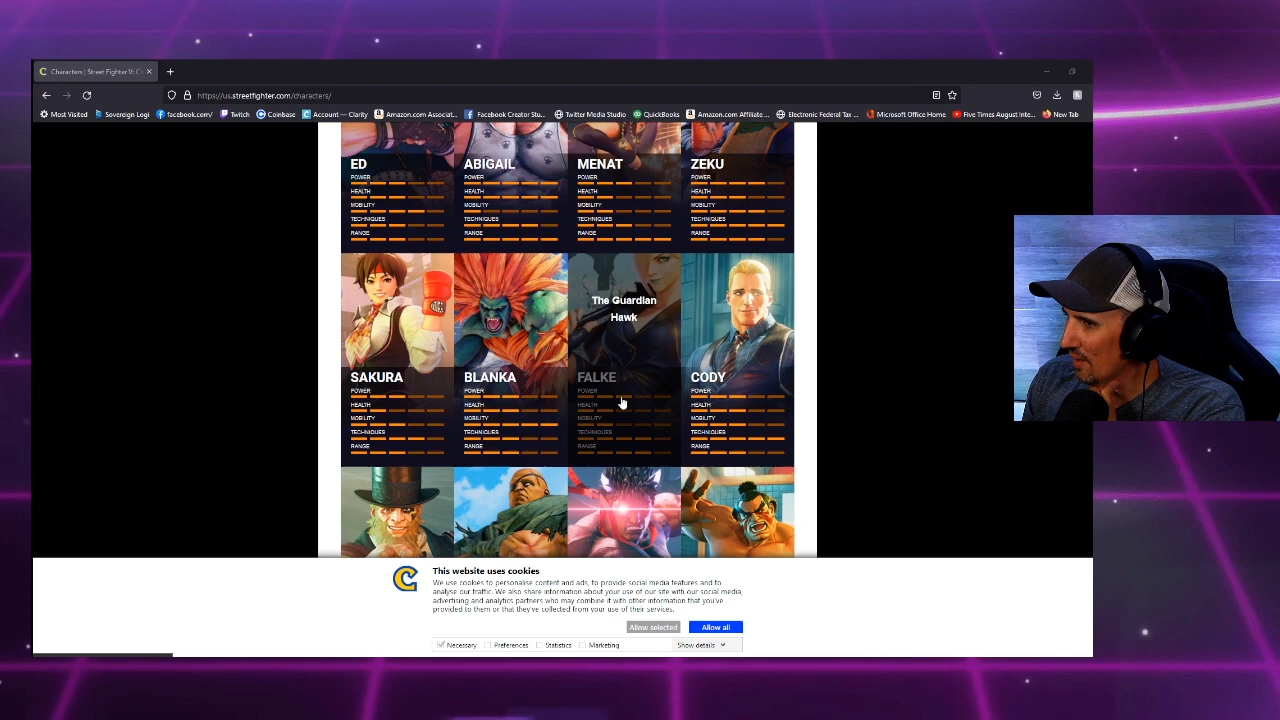 Characters | Street Fighter V: C
https://us.streetfighter.com/characters/
Most Visited Sovereign Logi facebook.com/ Twitch Coinbase Account — Clarity Amazon.com Associat... Facebook Creator Stu... Twitter Media Studio QuickBooks Amazon.com Affiliate ... Electronic Federal Tax ... Microsoft Office Home Five Times August Inte... New Tab
ED ABIGAIL MENAT ZEKU
POWER POWER POWER POWER
HEALTH HEALTH HEALTH HEALTH
MOBILITY MOBILITY MOBILITY MOBILITY
TECHNIQUES TECHNIQUES TECHNIQUES TECHNIQUES
RANGE RANGE RANGE RANGE
The Guardian
Hawk
SAKURA BLANKA FALKE CODY
POWER POWER POWER POWER
HEALTH HEALTH HEALTH HEALTH
MOBILITY MOBILITY MOBILITY MOBILITY
TECHNIQUES TECHNIQUES TECHNIQUES TECHNIQUES
RANGE RANGE RANGE RANGE
This website uses cookies
We use cookies to personalise content and ads, to provide social media features and to
analyse our traffic. We also share information about your use of our site with our social media,
advertising and analytics partners who may combine it with other information that you've
provided to them or that they've collected from your use of their services.
Allow selected Allow all
Necessary Preferences Statistics Marketing Show details